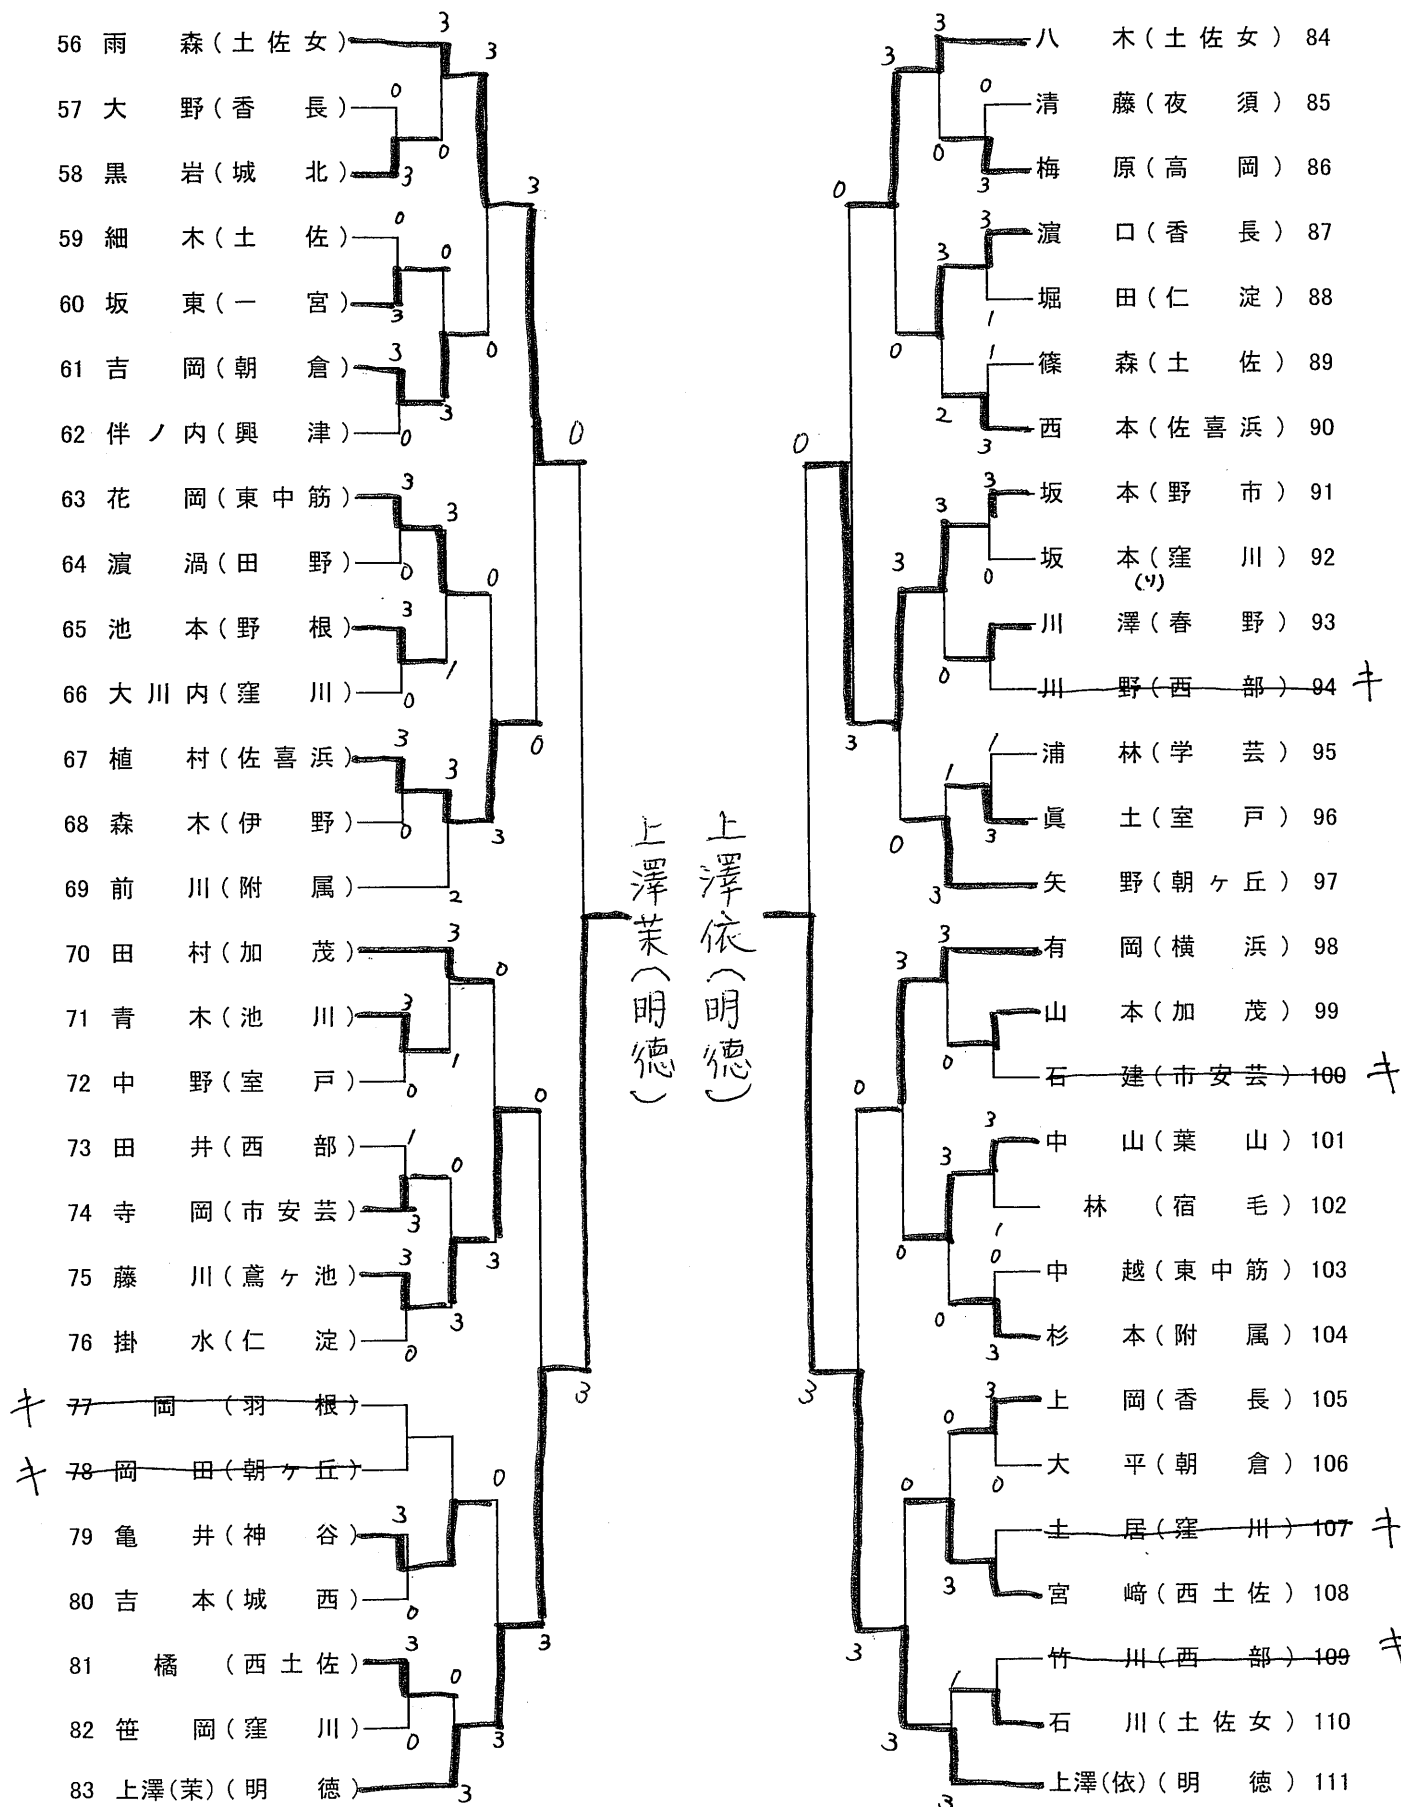 56 雨 森(土佐女)
57 大 野(香 長)
58 黒 岩(城 北)
59 細 木(土 佐)
60 坂 東(一 宮)
61 吉 岡(朝 倉)
62 伴ノ内(興 津)
63 花 岡(東中筋)
64 濵 渦(田 野)
65 池 本(野 根)
66 大川内(窪 川)
67 植 村(佐喜浜)
68 森 木(伊 野)
69 前 川(附 属)
70 田 村(加 茂)
71 青 木(池 川)
72 中 野(室 戸)
73 田 井(西 部)
74 寺 岡(市安芸)
75 藤 川(鳶ヶ池)
76 掛 水(仁 淀)
キ 77 岡 (羽 根)
キ 78 岡 田(朝ヶ丘)
79 亀 井(神 谷)
80 吉 本(城 西)
81 橘 (西土佐)
82 笹 岡(窪 川)
83 上澤(茉)(明 徳)
上澤茉(明徳)
上澤依(明徳)
八 木(土佐女) 84
清 藤(夜 須) 85
梅 原(高 岡) 86
濵 口(香 長) 87
堀 田(仁 淀) 88
篠 森(土 佐) 89
西 本(佐喜浜) 90
坂 本(野 市) 91
坂 本(窪 川) 92
(リ)
川 澤(春 野) 93
川 野(西 部) 94 キ
浦 林(学 芸) 95
眞 土(室 戸) 96
矢 野(朝ヶ丘) 97
有 岡(横 浜) 98
山 本(加 茂) 99
石 建(市安芸) 100 キ
中 山(葉 山) 101
林 (宿 毛) 102
中 越(東中筋) 103
杉 本(附 属) 104
上 岡(香 長) 105
大 平(朝 倉) 106
土 居(窪 川) 107 キ
宮 﨑(西土佐) 108
竹 川(西 部) 109 キ
石 川(土佐女) 110
上澤(依)(明 徳) 111